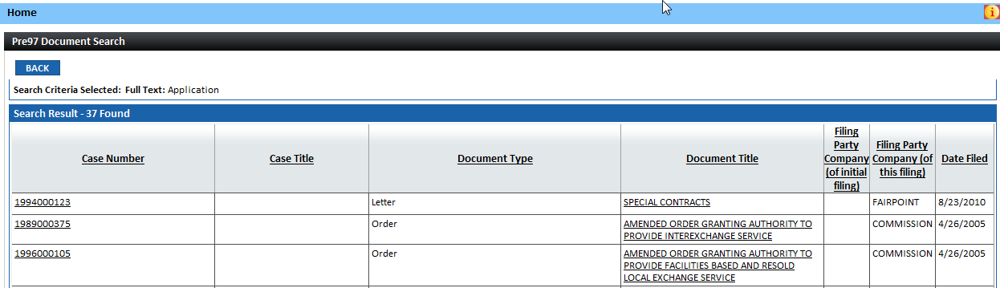 Home
i
Pre97 Document Search
BACK
Search Criteria Selected: Full Text: Application
Search Result - 37 Found
Case Number Case Title Document Type Document Title Filing Party Company (of initial filing) Filing Party Company (of this filing) Date Filed
1994000123 Letter SPECIAL CONTRACTS FAIRPOINT 8/23/2010
1989000375 Order AMENDED ORDER GRANTING AUTHORITY TO COMMISSION 4/26/2005
PROVIDE INTEREXCHANGE SERVICE
1996000105 Order AMENDED ORDER GRANTING AUTHORITY TO COMMISSION 4/26/2005
PROVIDE FACILITIES BASED AND RESOLD
LOCAL EXCHANGE SERVICE